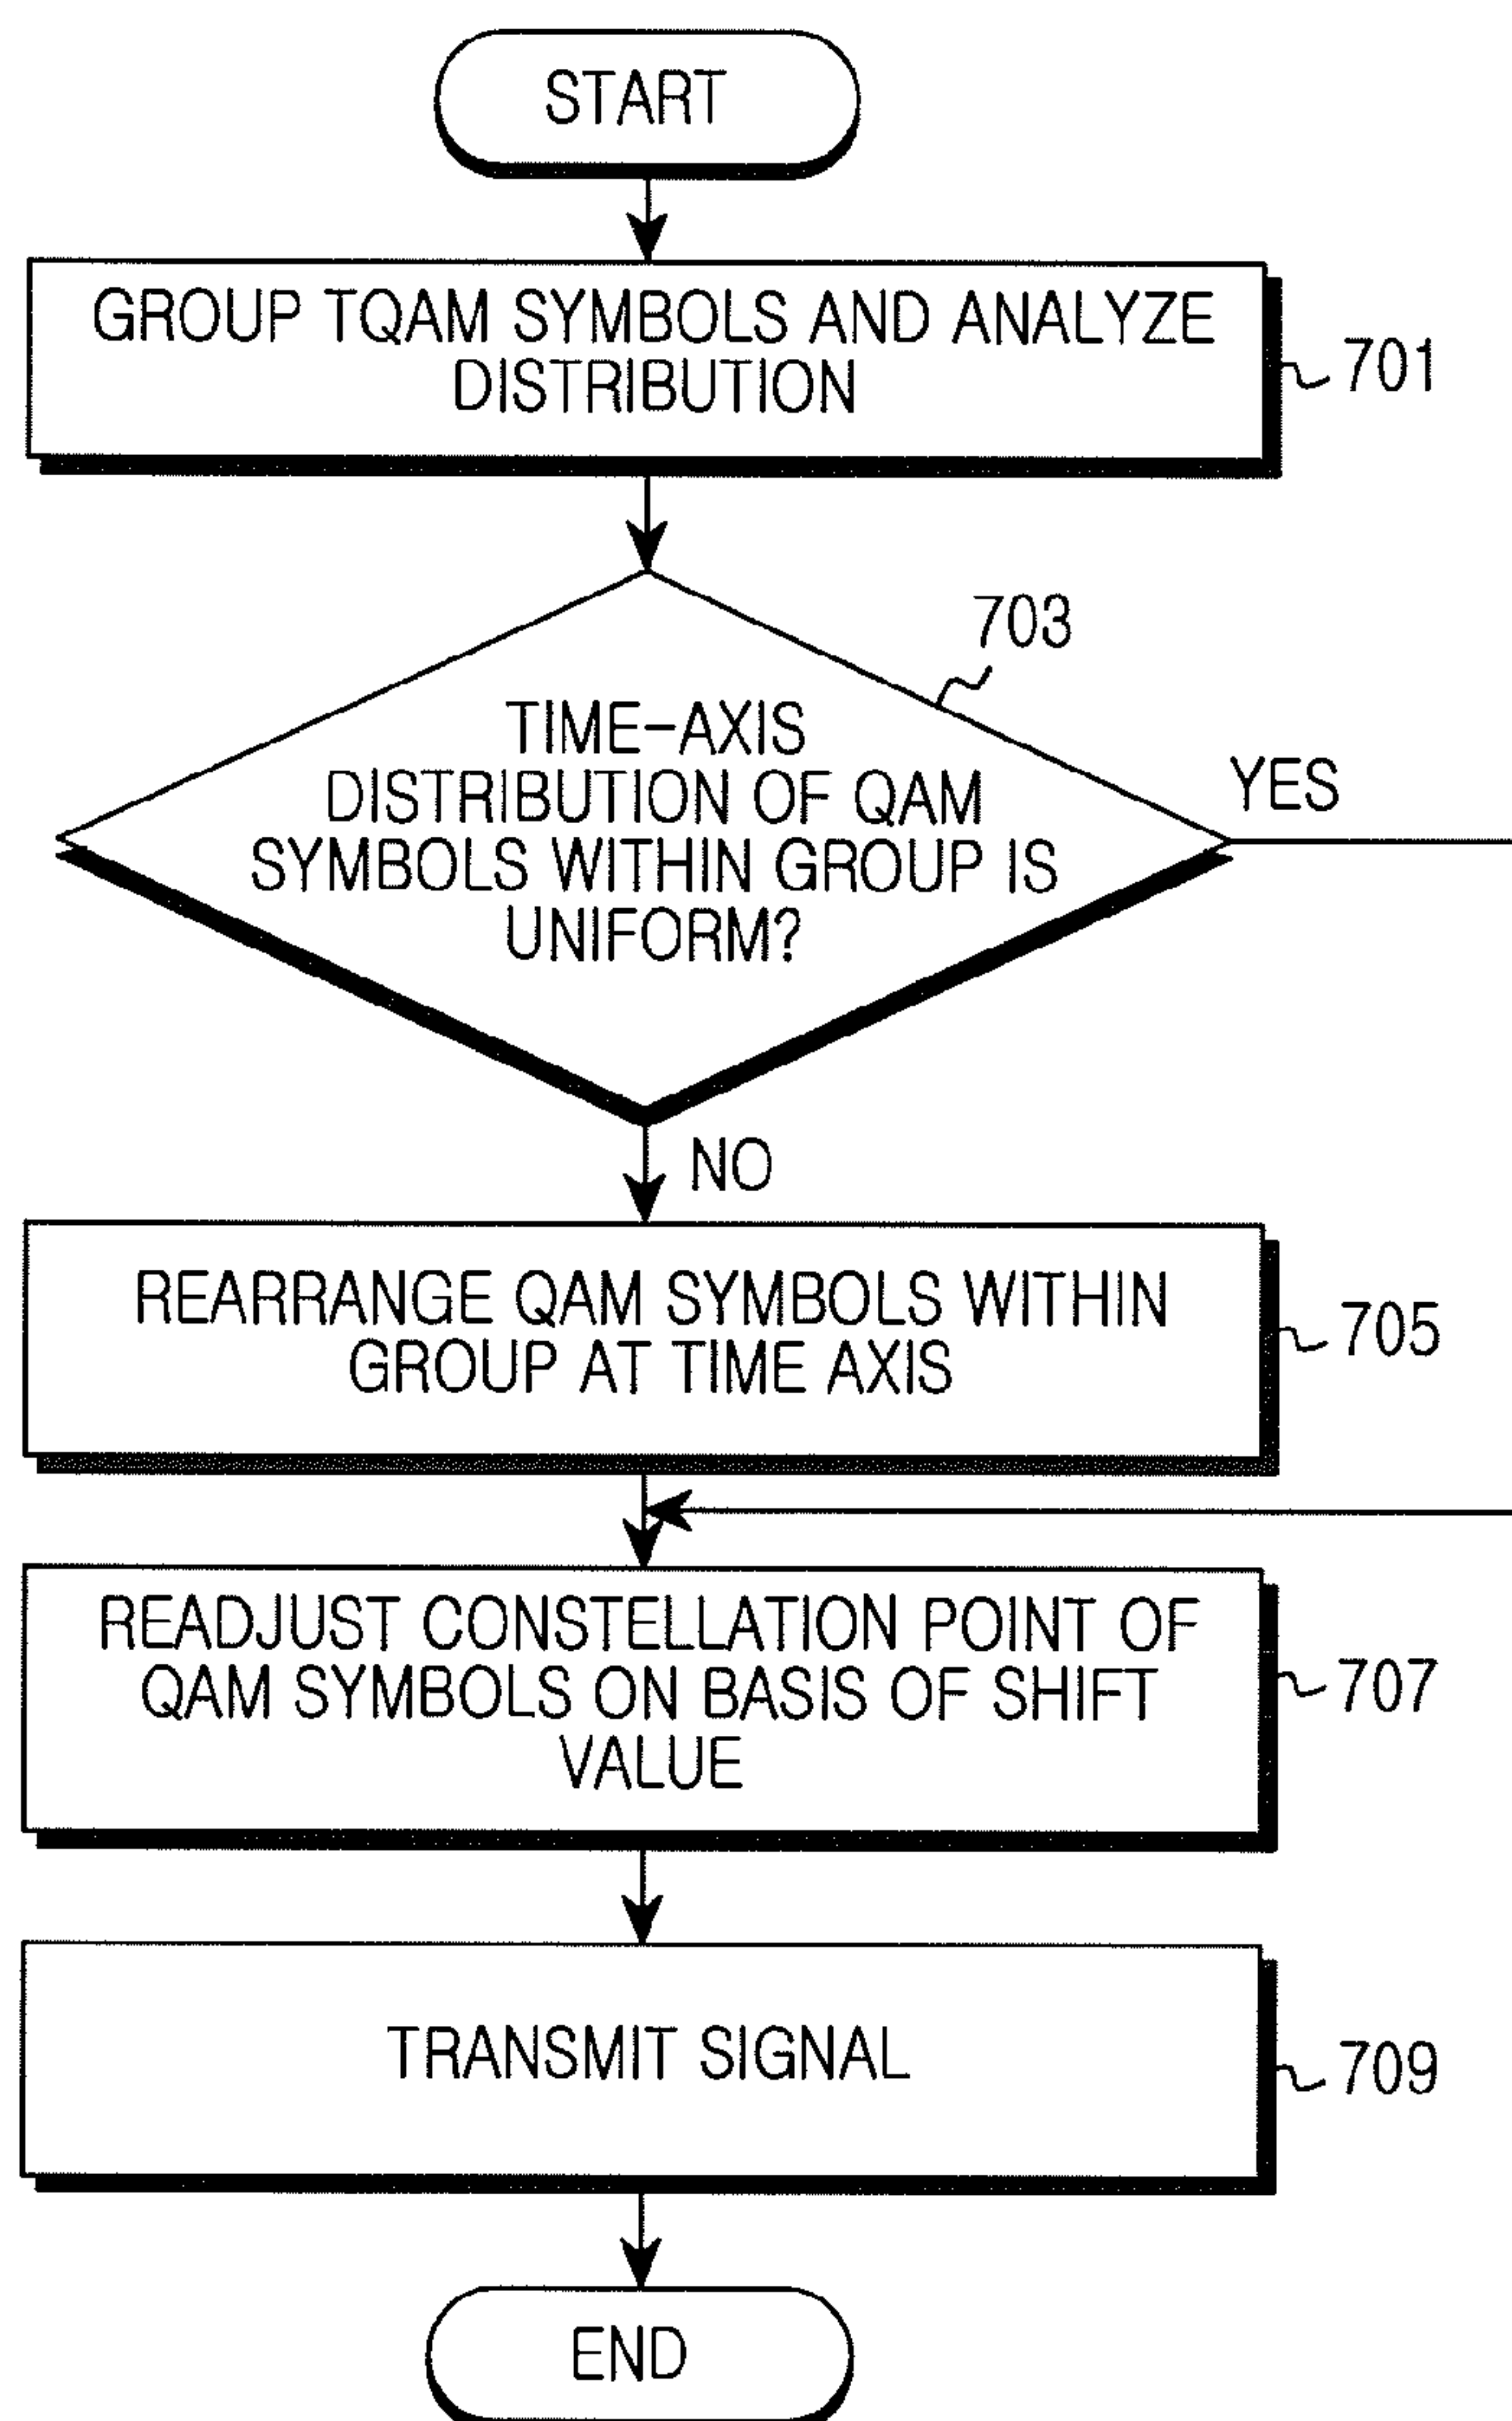 START
GROUP TQAM SYMBOLS AND ANALYZE
DISTRIBUTION
701
703
TIME-AXIS
DISTRIBUTION OF QAM
SYMBOLS WITHIN GROUP IS
UNIFORM?
YES
NO
REARRANGE QAM SYMBOLS WITHIN
GROUP AT TIME AXIS
705
READJUST CONSTELLATION POINT OF
QAM SYMBOLS ON BASIS OF SHIFT
VALUE
707
TRANSMIT SIGNAL
709
END